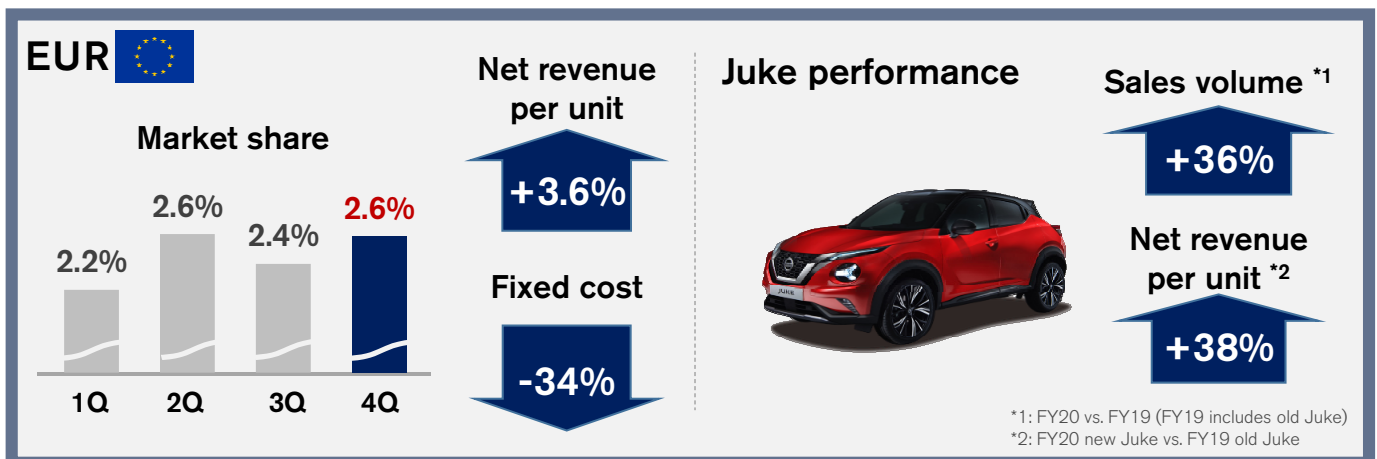 EUR
Market share
2.2%
2.6%
2.4%
2.6%
1Q
2Q
3Q
4Q
Net revenue
per unit
+3.6%
Fixed cost
-34%
Juke performance
JUKE
Sales volume *1
+36%
Net revenue
per unit *2
+38%
*1: FY20 vs. FY19 (FY19 includes old Juke)
*2: FY20 new Juke vs. FY19 old Juke